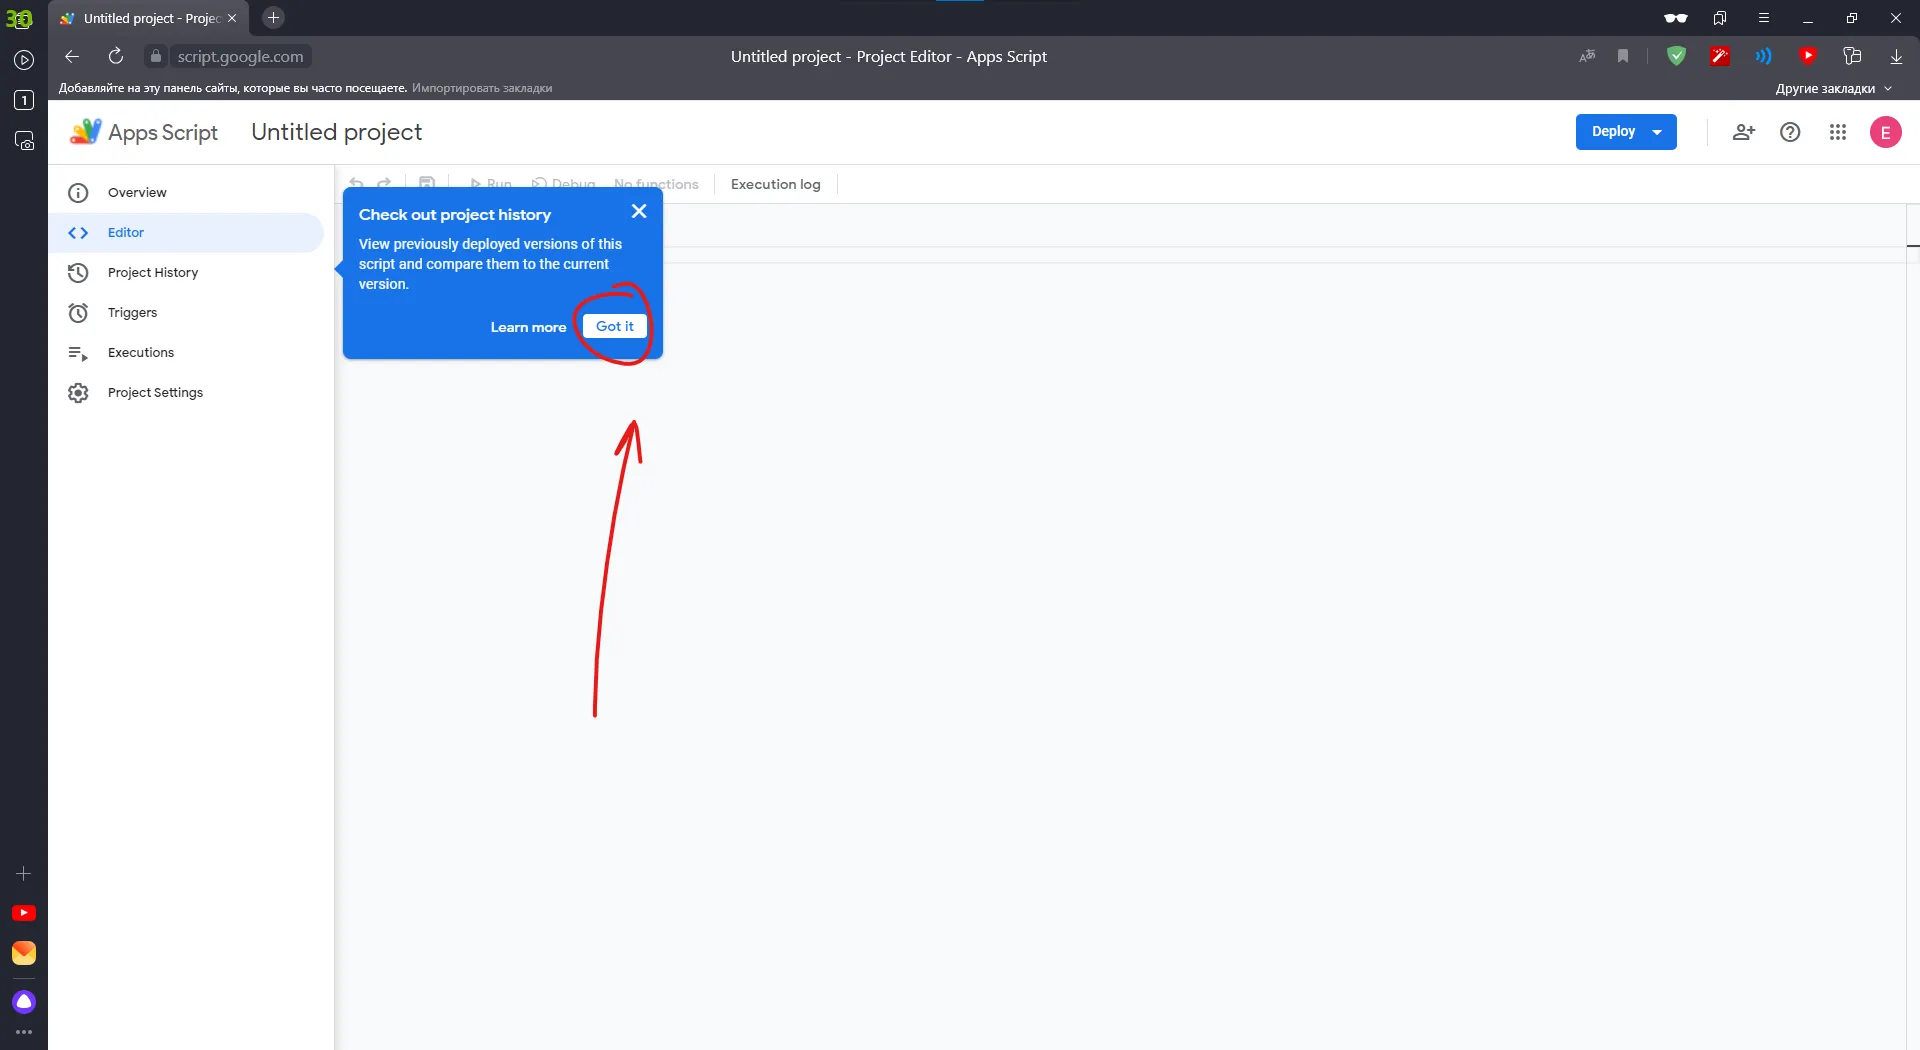 30
Untitled project - Projec
script.google.com
Untitled project - Project Editor - Apps Script
Добавляйте на эту панель сайты, которые вы часто посещаете. Импортировать закладки
Другие закладки
1
Apps Script
Untitled project
Deploy
E
Overview
Editor
Project History
Triggers
Executions
Project Settings
Run
Debug
No functions
Execution log
Check out project history
View previously deployed versions of this
script and compare them to the current
version.
Learn more
Got it